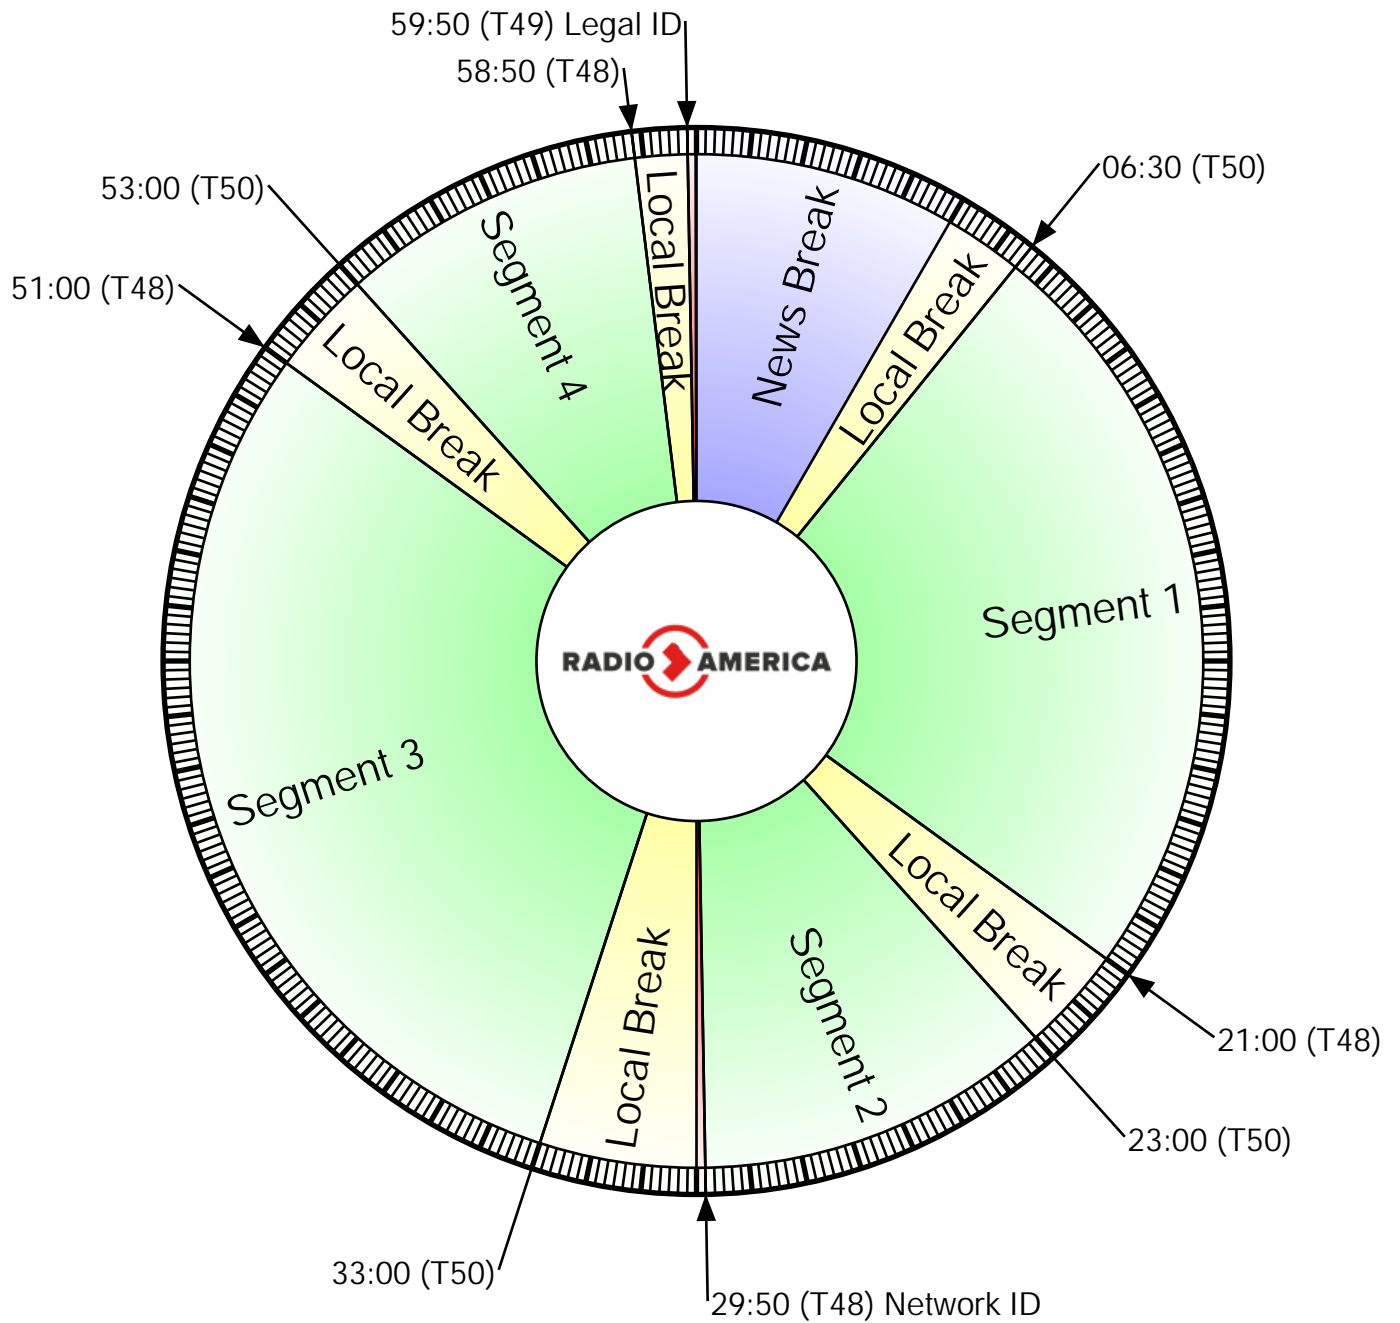 59:50 (T49) Legal ID
58:50 (T48)
06:30 (T50)
53:00 (T50)
51:00 (T48)
Segment 4
Local Break
News Break
Local Break
Local Break
Segment 1
RADIO AMERICA
Segment 3
Local Break
Segment 2
Local Break
21:00 (T48)
23:00 (T50)
33:00 (T50)
29:50 (T48) Network ID